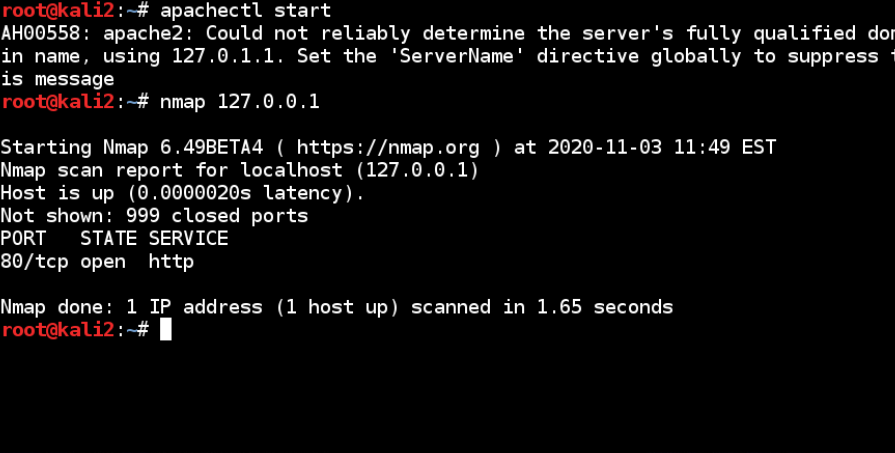 root@kali2:~# apachectl start
AH00558: apache2: Could not reliably determine the server's fully qualified
in name, using 127.0.1.1. Set the 'ServerName' directive globally to suppress
is message
root@kali2:~# nmap 127.0.0.1
Starting Nmap 6.49BETA4 ( https://nmap.org ) at 2020-11-03 11:49 EST
Nmap scan report for localhost (127.0.0.1)
Host is up (0.0000020s latency).
Not shown: 999 closed ports
PORT   STATE SERVICE
80/tcp open  http
Nmap done: 1 IP address (1 host up) scanned in 1.65 seconds
root@kali2:~#